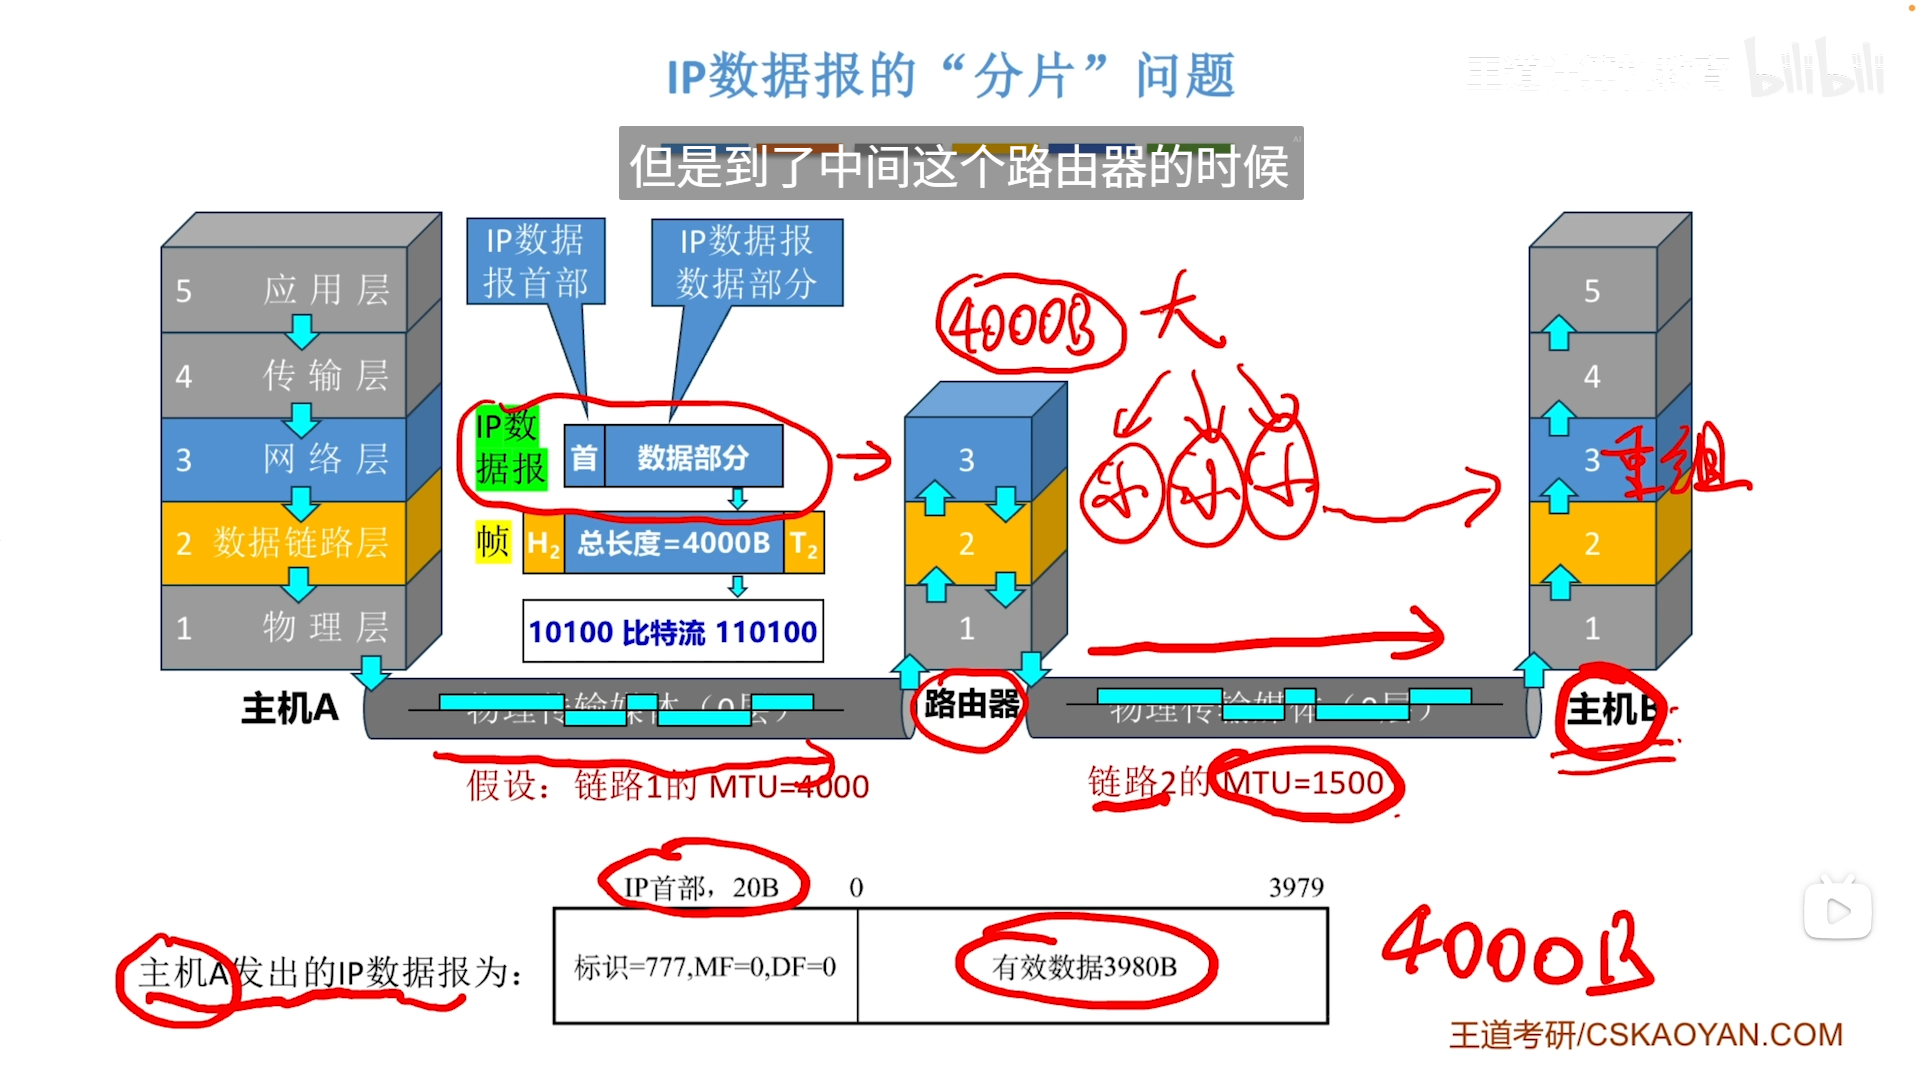 IP数据报的“分片”问题
bilibili
但是到了中间这个路由器的时候
5 应用层
4 传输层
3 网络层
2 数据链路层
1 物理层
主机A
IP数据
报首部
IP数据报
数据部分
IP数
据报
首 数据部分
帧 H2 总长度=4000B T2
10100 比特流 110100
4000B 大
小 小 小
3
2
1
路由器
5
4
3 重组
2
1
主机B
物理传输媒体（0层）
物理传输媒体（0层）
假设：链路1的 MTU=4000
链路2的 MTU=1500
IP首部，20B 0 3979
主机A发出的IP数据报为：
标识=777,MF=0,DF=0
有效数据3980B
4000B
王道考研/CSKAOYAN.COM